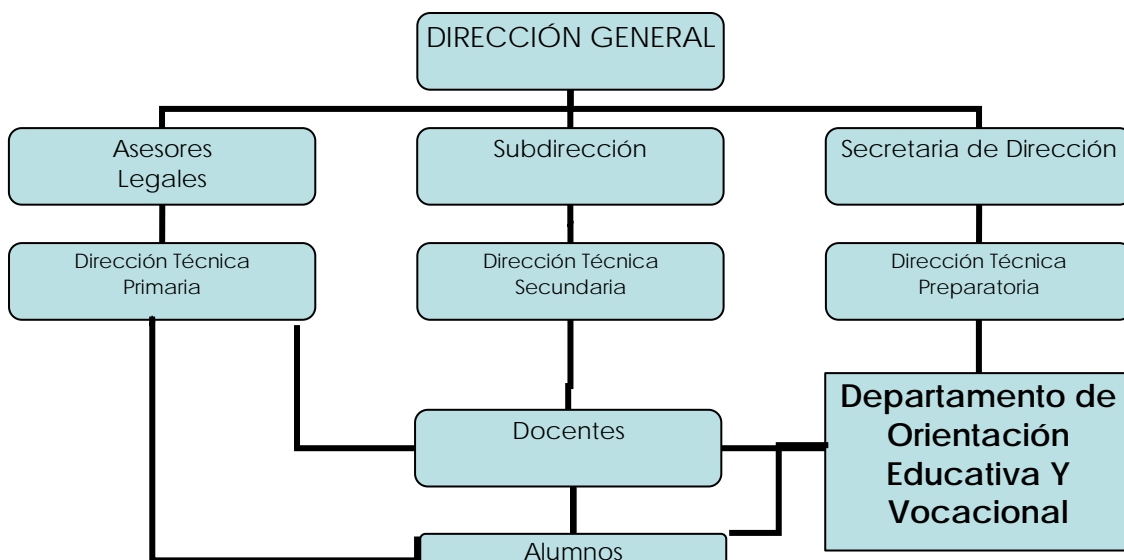 DIRECCIÓN GENERAL
Asesores
Legales
Subdirección
Secretaria de Dirección
Dirección Técnica
Primaria
Dirección Técnica
Secundaria
Dirección Técnica
Preparatoria
Departamento de
Orientación
Educativa Y
Vocacional
Docentes
Alumnos